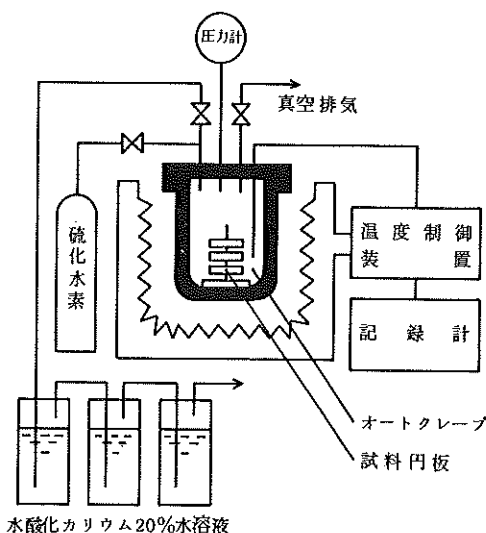 圧力計
真空排気
硫化水素
温度制御
装置
記録計
オートクレーブ
試料円板
水酸化カリウム20%水溶液